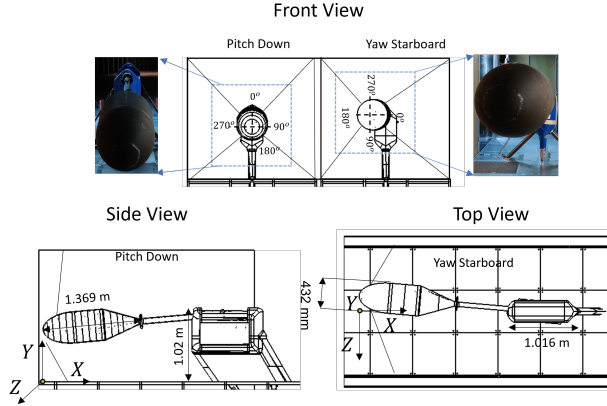 Front View
Pitch Down
Yaw Starboard
0°
270°
90°
180°
270°
180°
0°
90°
Side View
Top View
Pitch Down
1.369 m
1.02 m
Y
X
Z
Yaw Starboard
432 mm
Y
X
Z
1.016 m